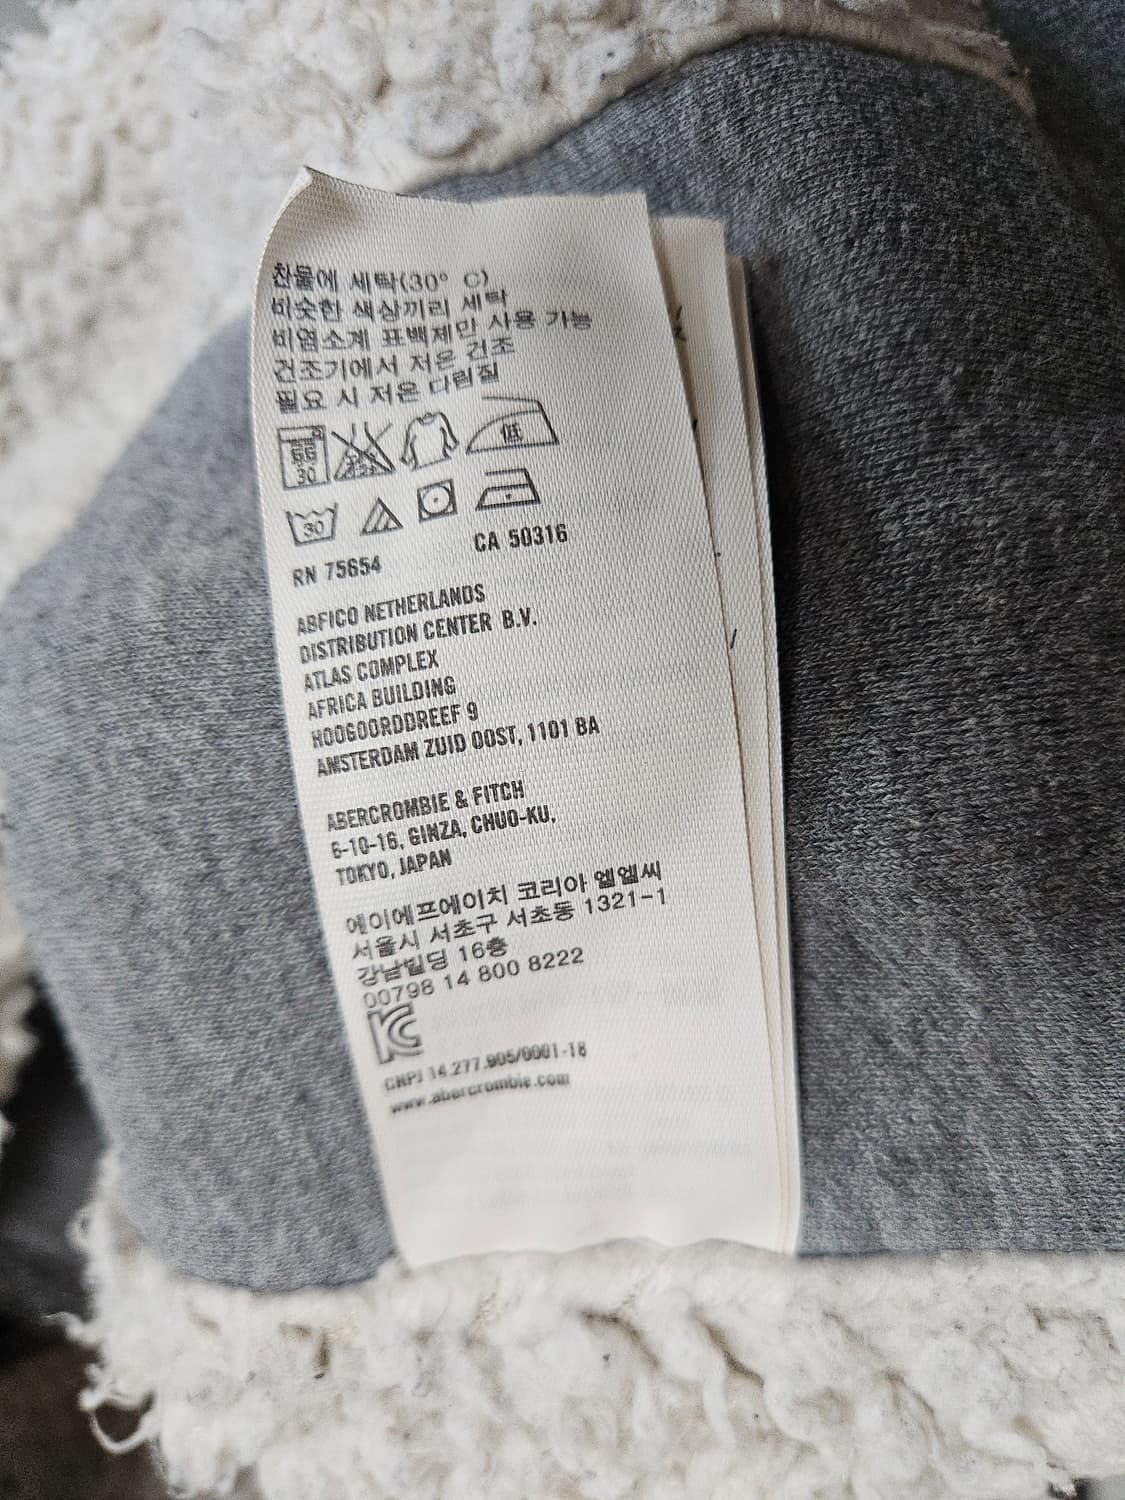 찬물에 세탁(30° C)
비슷한 색상끼리 세탁
비염소계 표백제만 사용 가능
건조기에서 저온 건조
필요 시 저온 다림질
30 低
30
RN 75654 CA 50316
ABFICO NETHERLANDS
DISTRIBUTION CENTER B.V.
ATLAS COMPLEX
AFRICA BUILDING
HOOGOORDDREEF 9
AMSTERDAM ZUID OOST, 1101 BA
ABERCROMBIE & FITCH
6-10-16, GINZA, CHUO-KU,
TOKYO, JAPAN
에이에프에이치 코리아 엘엘씨
서울시 서초구 서초동 1321-1
강남빌딩 16층
00798 14 800 8222
CNPJ 14.277.905/0001-18
www.abercrombie.com